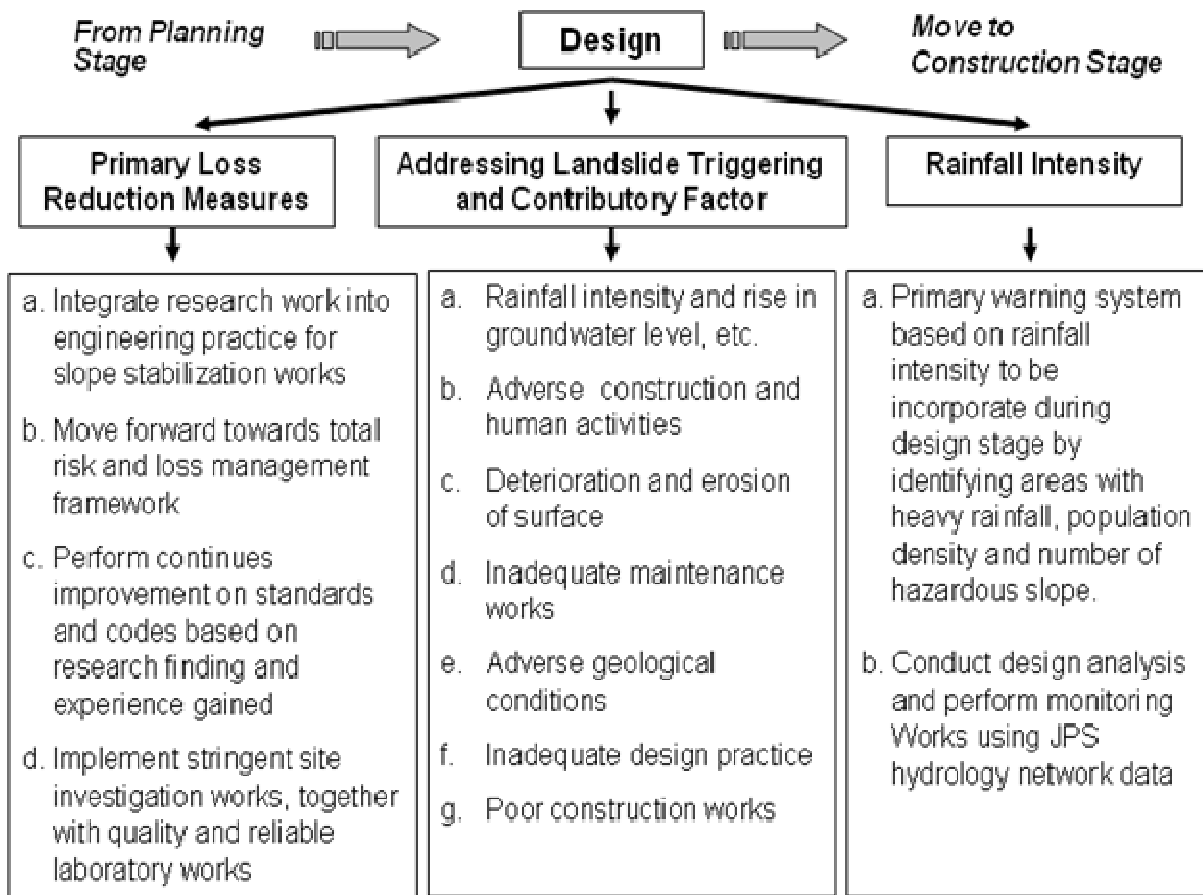 From Planning
Stage
Design
Move to
Construction Stage
Primary Loss
Reduction Measures
Addressing Landslide Triggering
and Contributory Factor
Rainfall Intensity
a. Integrate research work into
engineering practice for
slope stabilization works
b. Move forward towards total
risk and loss management
framework
c. Perform continues
improvement on standards
and codes based on
research finding and
experience gained
d. Implement stringent site
investigation works, together
with quality and reliable
laboratory works
a. Rainfall intensity and rise in
groundwater level, etc.
b. Adverse construction and
human activities
c. Deterioration and erosion
of surface
d. Inadequate maintenance
works
e. Adverse geological
conditions
f. Inadequate design practice
g. Poor construction works
a. Primary warning system
based on rainfall
intensity to be
incorporate during
design stage by
identifying areas with
heavy rainfall, population
density and number of
hazardous slope.
b. Conduct design analysis
and perform monitoring
Works using JPS
hydrology network data